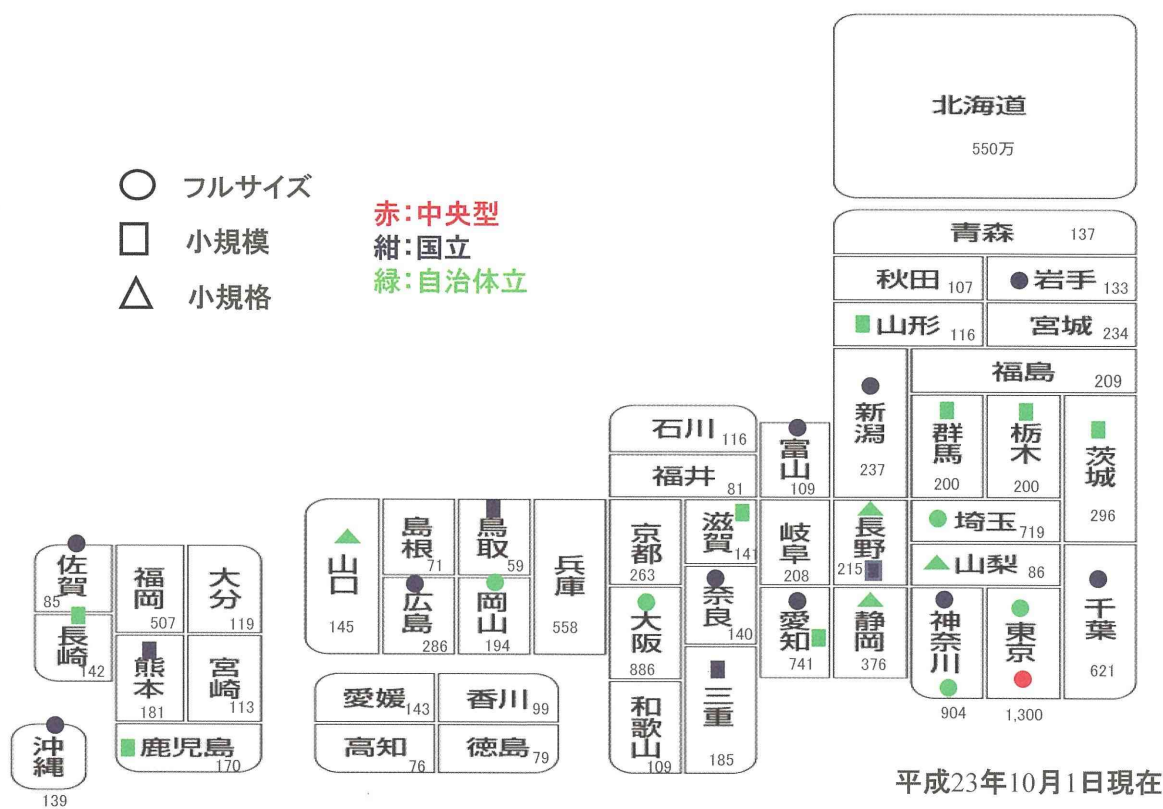 北海道
550万
フルサイズ
小規模
小規格
赤:中央型
紺:国立
緑:自治体立
青森 137
秋田 107
岩手 133
山形 116
宮城 234
福島 209
新潟 237
群馬 200
栃木 200
茨城 296
石川 116
福井 81
富山 109
山口 145
島根 71
鳥取 59
兵庫 558
京都 263
滋賀 141
岐阜 208
長野 215
埼玉 719
山梨 86
佐賀 85
福岡 507
大分 119
長崎 142
熊本 181
宮崎 113
鹿児島 170
沖縄 139
広島 286
岡山 194
大阪 886
奈良 140
愛知 741
静岡 376
神奈川 904
東京 1,300
千葉 621
愛媛 143
香川 99
高知 76
徳島 79
和歌山 109
三重 185
平成23年10月1日現在